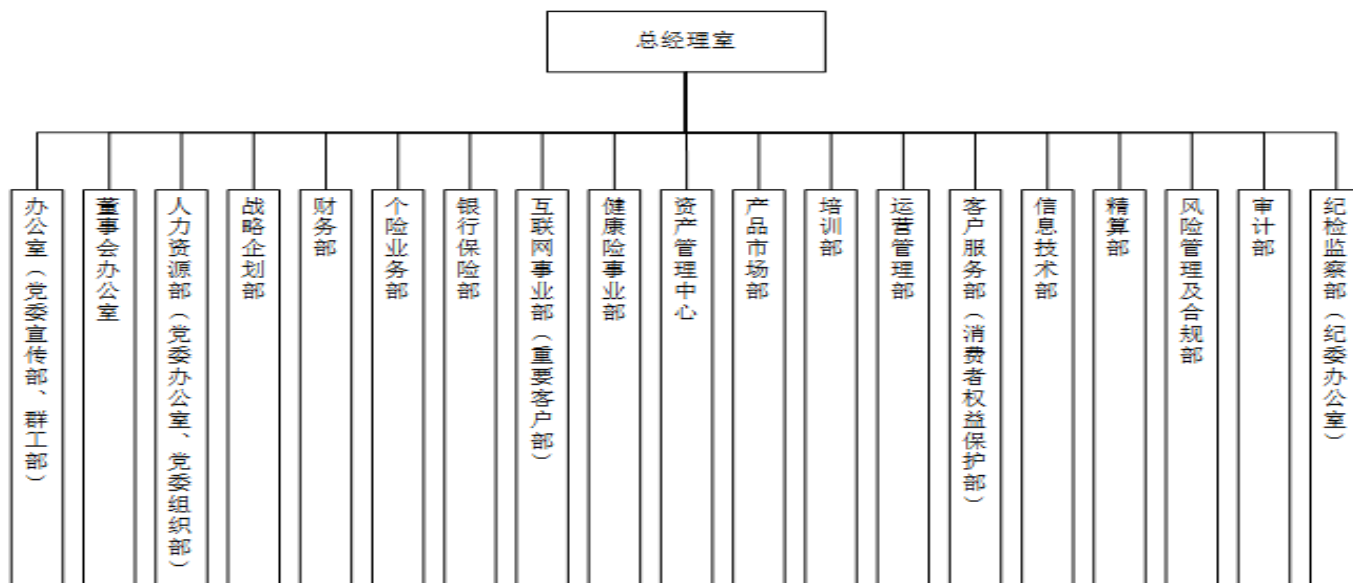 总经理室
办公室（党委宣传部、群工部）
董事会办公室
人力资源部（党委办公室、党委组织部）
战略企划部
财务部
个险业务部
银行保险部
互联网事业部（重要客户部）
健康险事业部
资产管理中心
产品市场部
培训部
运营管理部
客户服务部（消费者权益保护部）
信息技术部
精算部
风险管理及合规部
审计部
纪检监察部（纪委办公室）